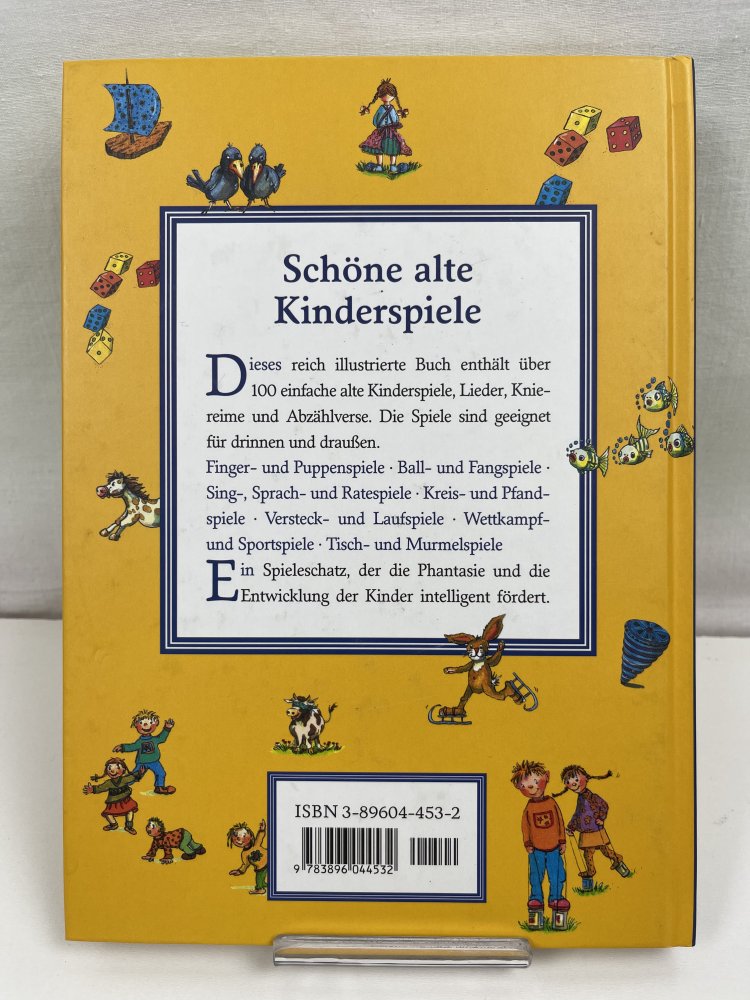 Schöne alte
Kinderspiele
Dieses reich illustrierte Buch enthält über
100 einfache alte Kinderspiele, Lieder, Knie-
reime und Abzählverse. Die Spiele sind geeignet
für drinnen und draußen.
Finger- und Puppenspiele · Ball- und Fangspiele ·
Sing-, Sprach- und Ratespiele · Kreis- und Pfand-
spiele · Versteck- und Laufspiele · Wettkampf-
und Sportspiele · Tisch- und Murmelspiele
Ein Spieleschatz, der die Phantasie und die
Entwicklung der Kinder intelligent fördert.
ISBN 3-89604-453-2
9 783896 044532